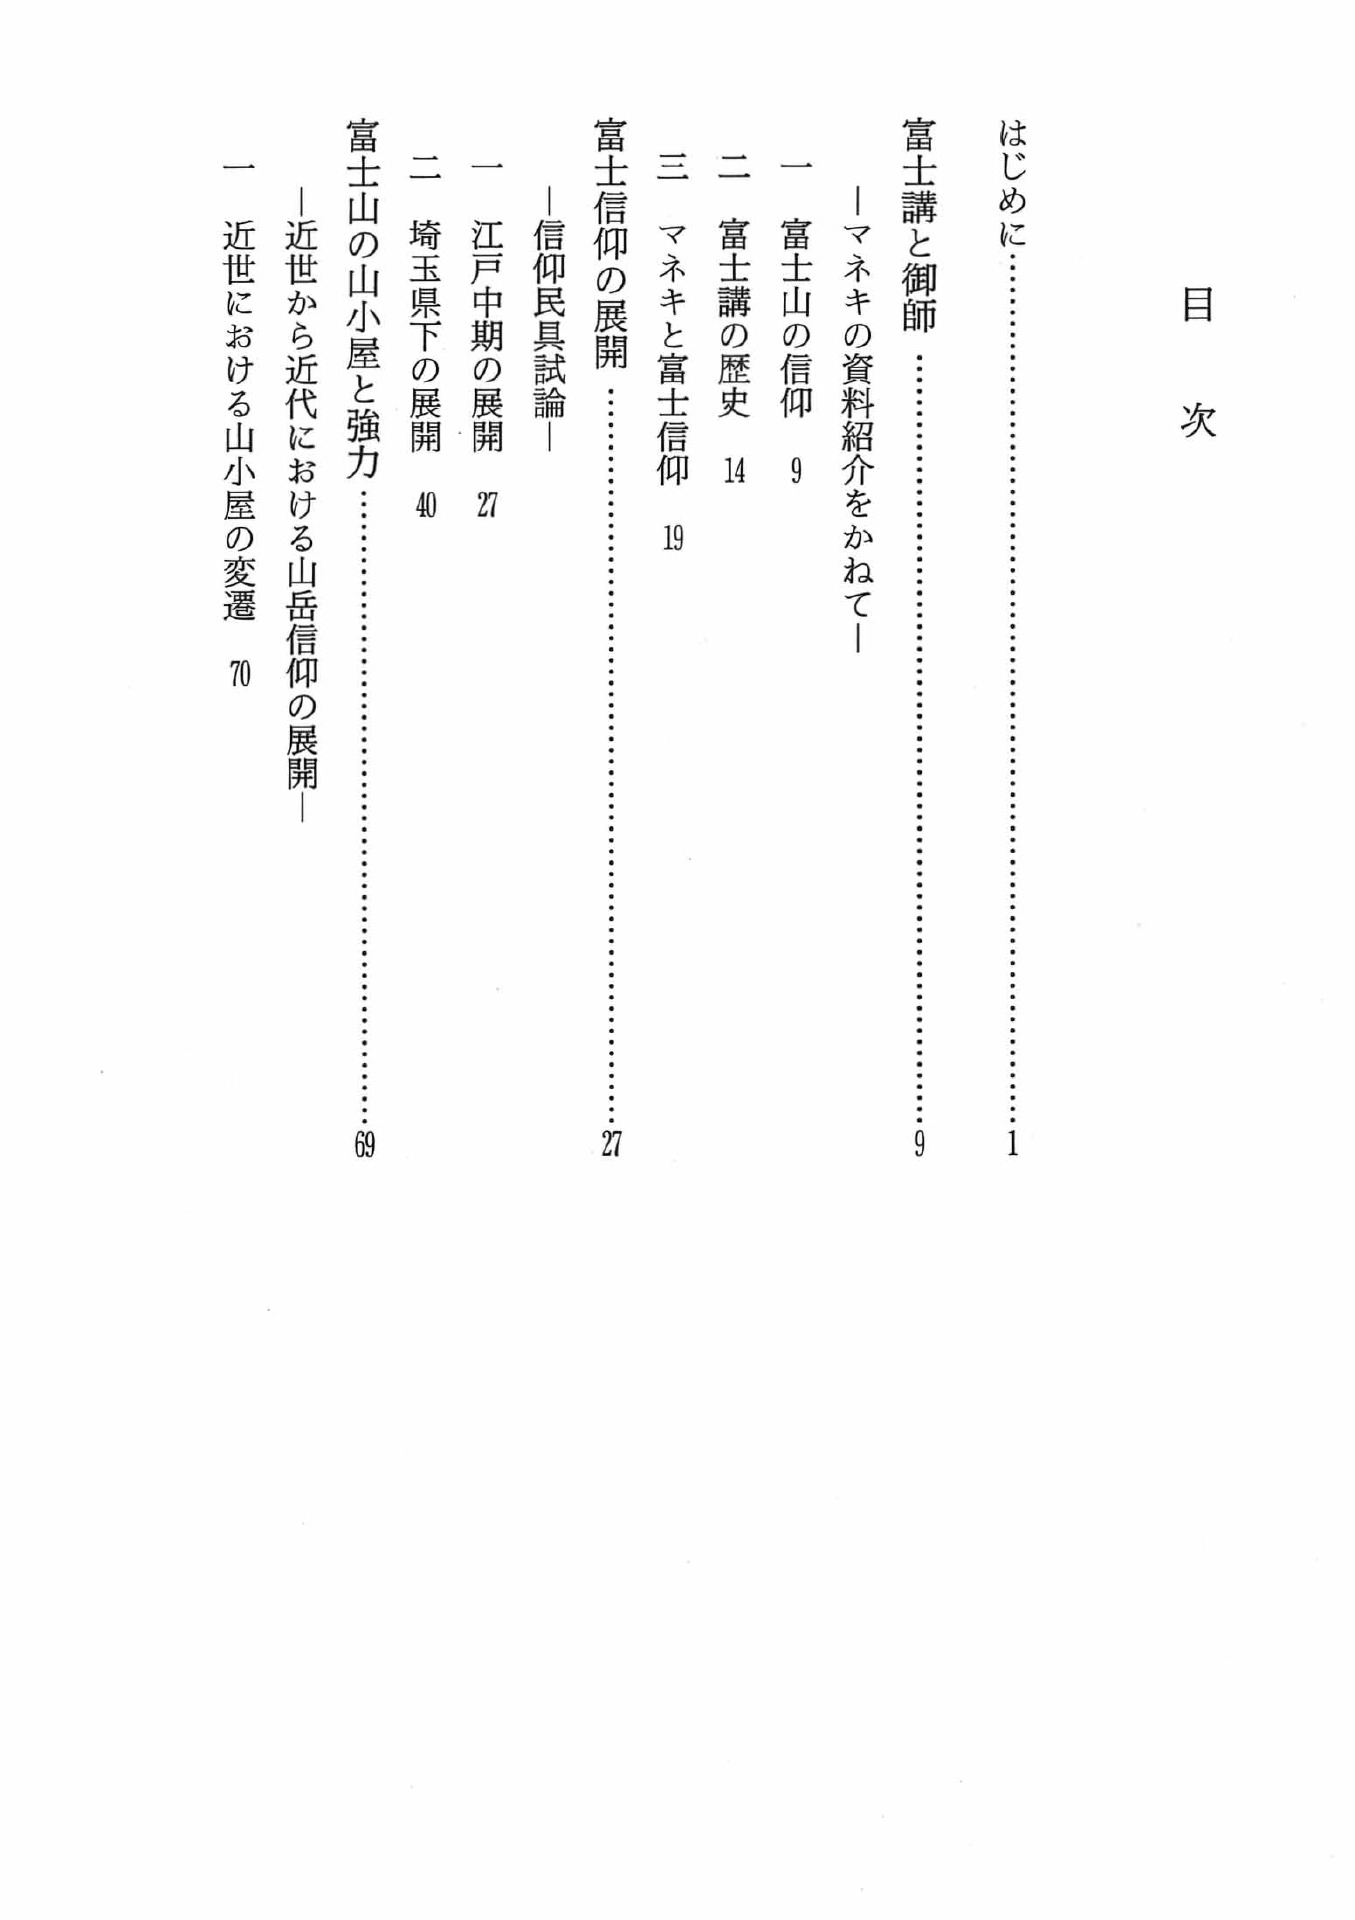 目次
はじめに……………………………………………………1
富士講と御師……………………………………………………9
―マネキの資料紹介をかねて―
一 富士山の信仰 9
二 富士講の歴史 14
三 マネキと富士信仰 19
富士信仰の展開……………………………………………………27
―信仰民具試論―
一 江戸中期の展開 27
二 埼玉県下の展開 40
富士山の山小屋と強力……………………………………………………69
―近世から近代における山岳信仰の展開―
一 近世における山小屋の変遷 70